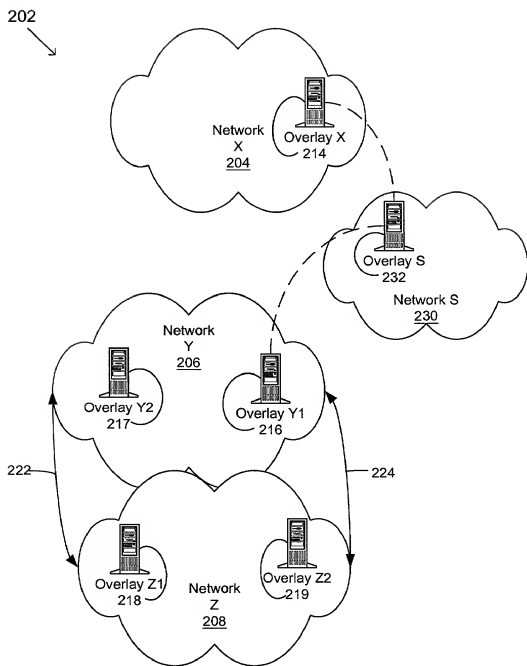 202
Network
X
204
Overlay X
214
Overlay S
232
Network S
230
Network
Y
206
Overlay Y2
217
Overlay Y1
216
222
224
Overlay Z1
218
Network
Z
208
Overlay Z2
219